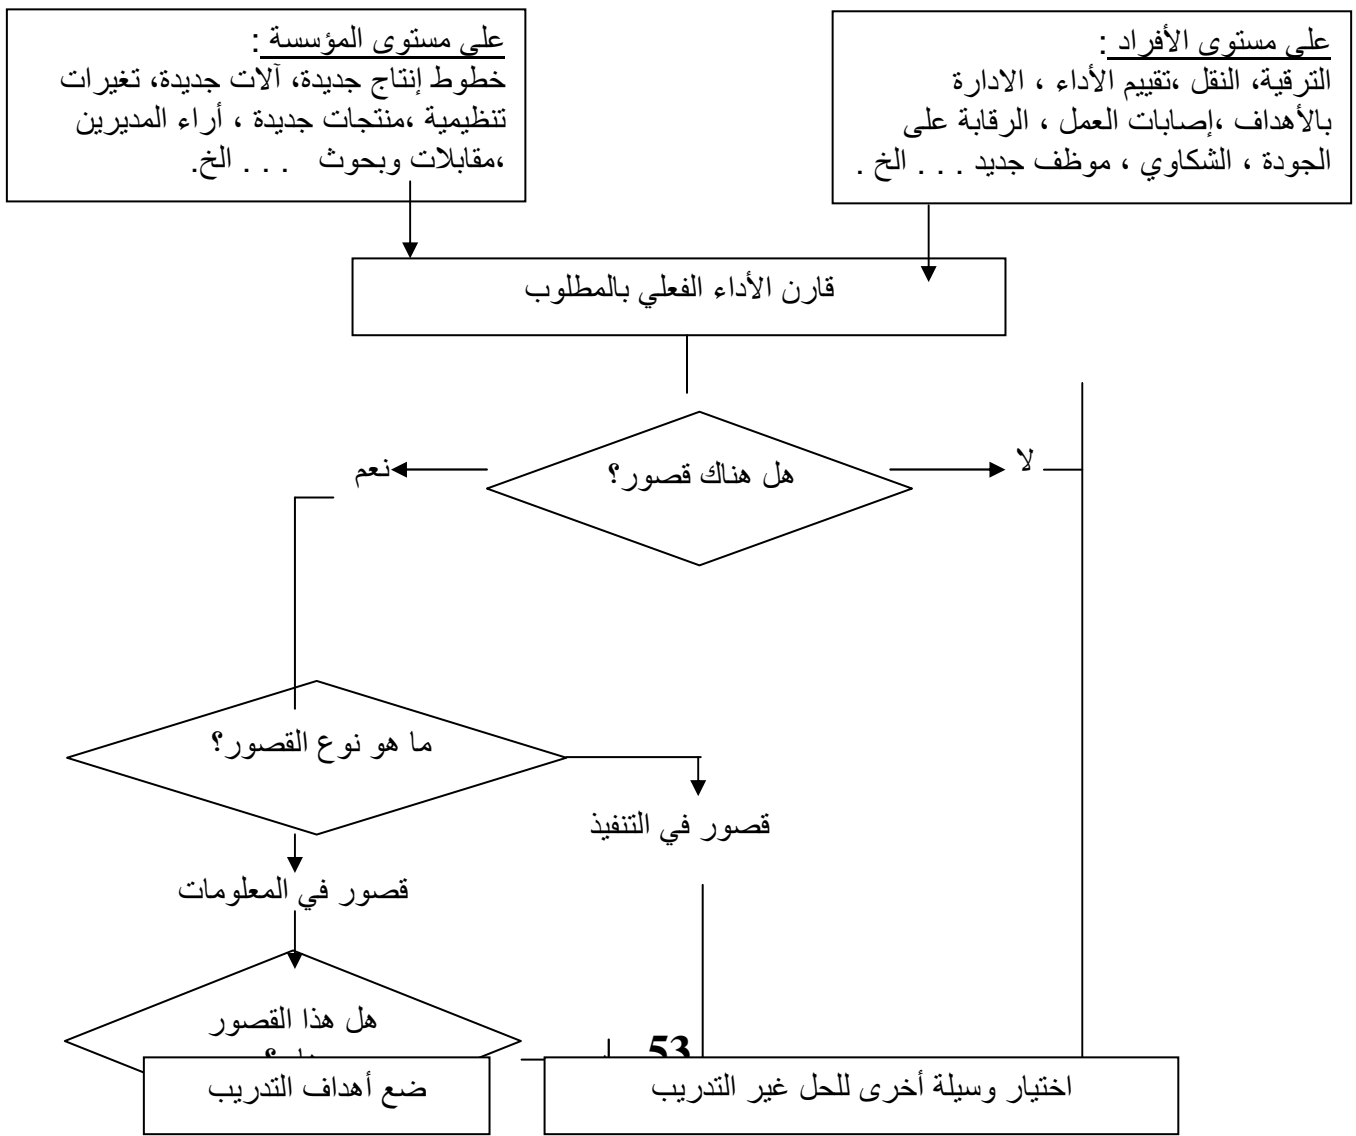 على مستوى الأفراد :
الترقية، النقل ،تقييم الأداء ، الادارة
بالأهداف ،إصابات العمل ، الرقابة على
الجودة ، الشكاوي ، موظف جديد . . . الخ .
على مستوى المؤسسة :
خطوط إنتاج جديدة، آلات جديدة، تغيرات
تنظيمية ،منتجات جديدة ، أراء المديرين
،مقابلات وبحوث . . . الخ.
قارن الأداء الفعلي بالمطلوب
هل هناك قصور؟
لا
نعم
ما هو نوع القصور؟
قصور في التنفيذ
قصور في المعلومات
هل هذا القصور
53
اختيار وسيلة أخرى للحل غير التدريب
ضع أهداف التدريب